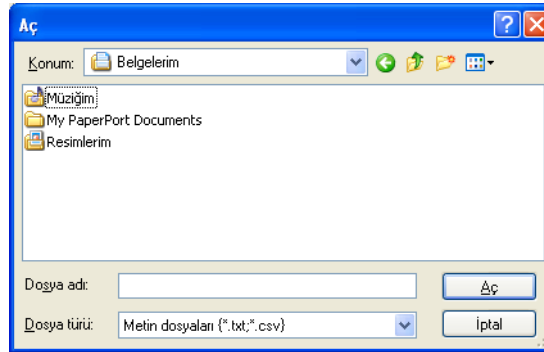 Aç
Konum: Belgelerim
Müziğim
My PaperPort Documents
Resimlerim
Dosya adı: Aç
Dosya türü: Metin dosyaları {*.txt;*.csv} İptal